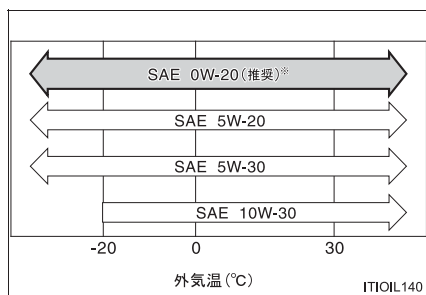 SAE 0W-20(推奨)※
SAE 5W-20
SAE 5W-30
SAE 10W-30
-20 0 30
外気温(℃)
ITIOIL140